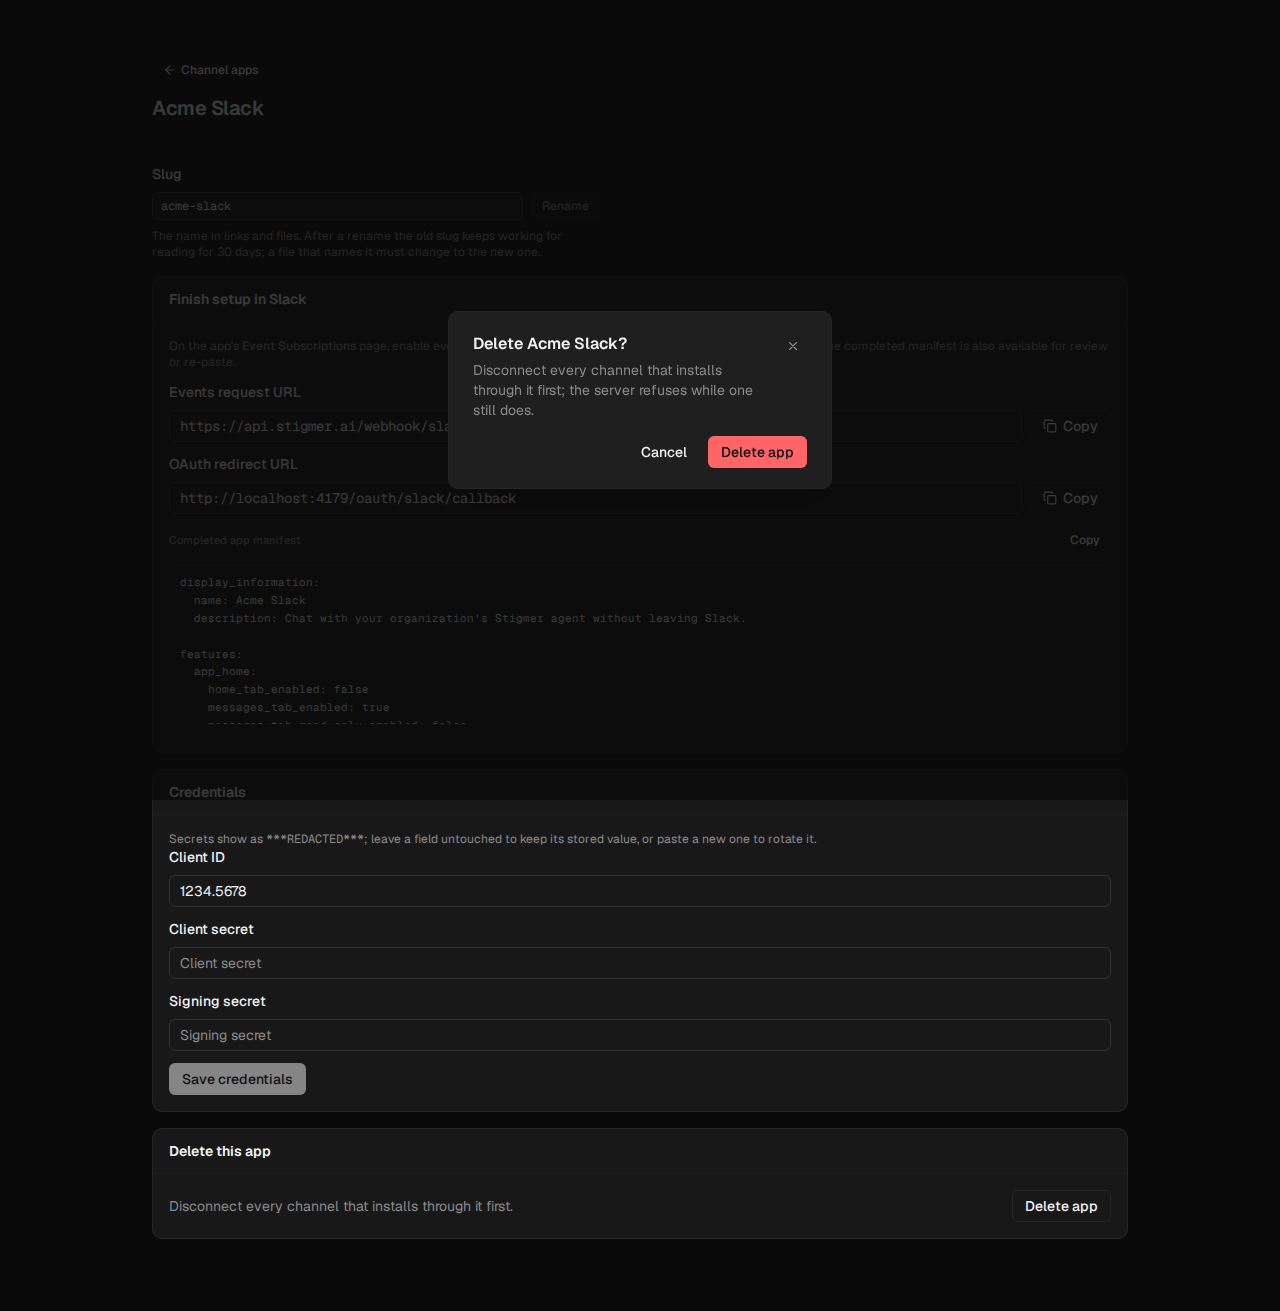 Channel apps
Acme Slack
Slug
acme-slack
Rename
The name in links and files. After a rename the old slug keeps working for
reading for 30 days; a file that names it must change to the new one.
Finish setup in Slack
On the app's Event Subscriptions page, enable eve
e completed manifest is also available for review
or re-paste.
Delete Acme Slack?
Disconnect every channel that installs
through it first; the server refuses while one
still does.
Cancel
Delete app
Events request URL
https://api.stigmer.ai/webhook/sla
Copy
OAuth redirect URL
http://localhost:4179/oauth/slack/callback
Copy
Completed app manifest
Copy
display_information:
name: Acme Slack
description: Chat with your organization's Stigmer agent without leaving Slack.
features:
app_home:
home_tab_enabled: false
messages_tab_enabled: true
Credentials
Secrets show as ***REDACTED***; leave a field untouched to keep its stored value, or paste a new one to rotate it.
Client ID
1234.5678
Client secret
Client secret
Signing secret
Signing secret
Save credentials
Delete this app
Disconnect every channel that installs through it first.
Delete app